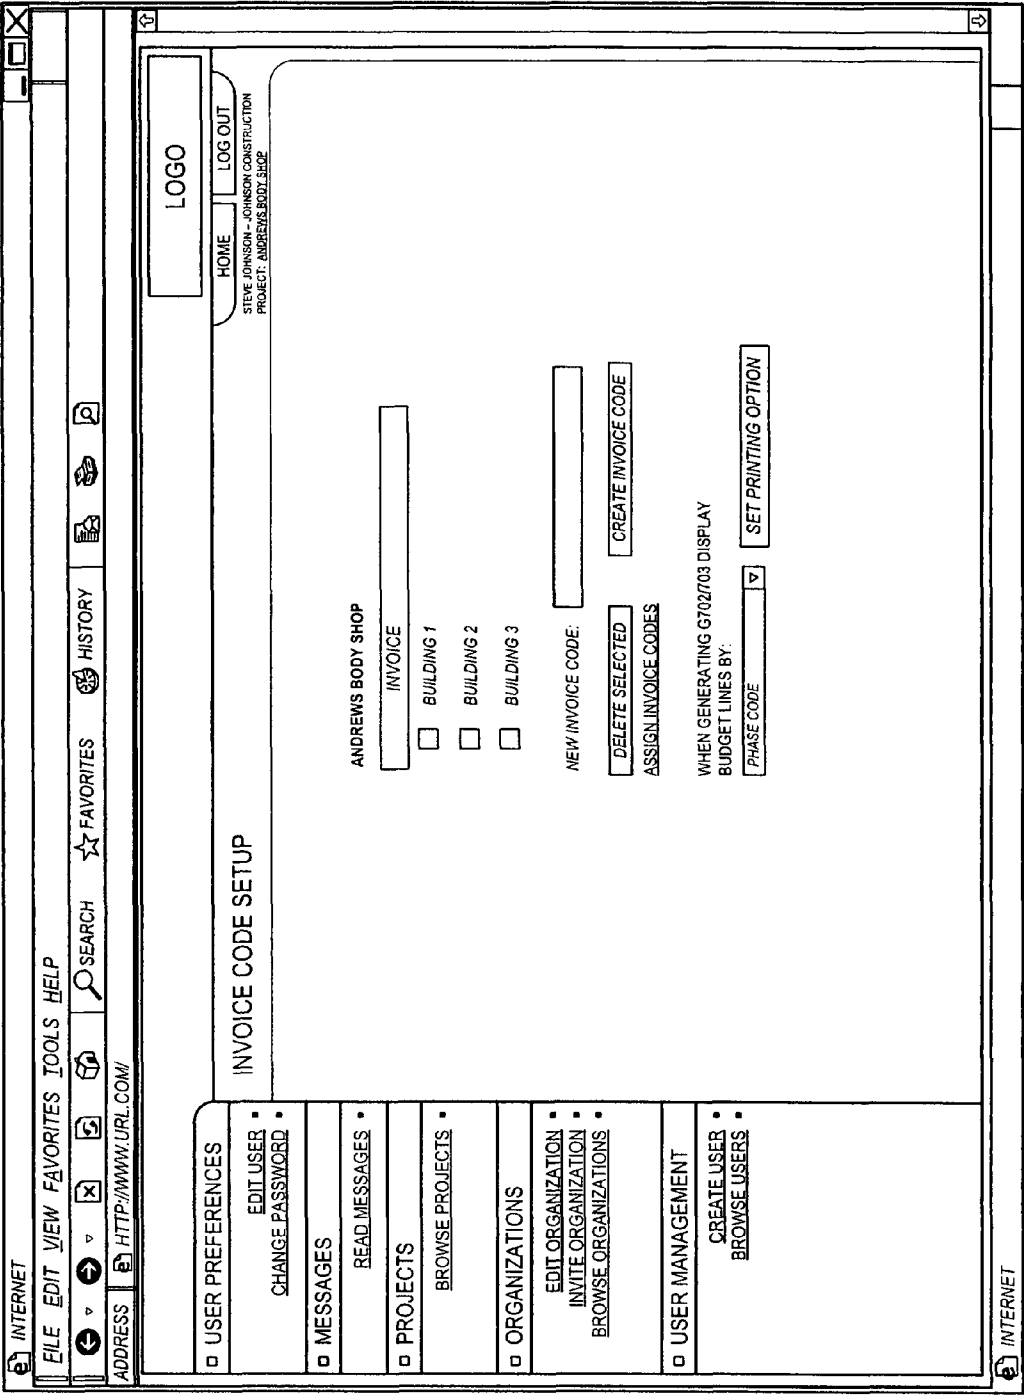 INTERNET
FILE EDIT VIEW FAVORITES TOOLS HELP
SEARCH FAVORITES HISTORY
ADDRESS HTTP://WWW.URL.COM/
LOGO
HOME LOG OUT
STEVE JOHNSON – JOHNSON CONSTRUCTION
PROJECT: ANDREWS BODY SHOP
INVOICE CODE SETUP
USER PREFERENCES
EDIT USER
CHANGE PASSWORD
MESSAGES
READ MESSAGES
PROJECTS
BROWSE PROJECTS
ORGANIZATIONS
EDIT ORGANIZATION
INVITE ORGANIZATION
BROWSE ORGANIZATIONS
USER MANAGEMENT
CREATE USER
BROWSE USERS
ANDREWS BODY SHOP
INVOICE
BUILDING 1
BUILDING 2
BUILDING 3
NEW INVOICE CODE:
DELETE SELECTED CREATE INVOICE CODE
ASSIGN INVOICE CODES
WHEN GENERATING G702/703 DISPLAY
BUDGET LINES BY:
PHASE CODE SET PRINTING OPTION
INTERNET